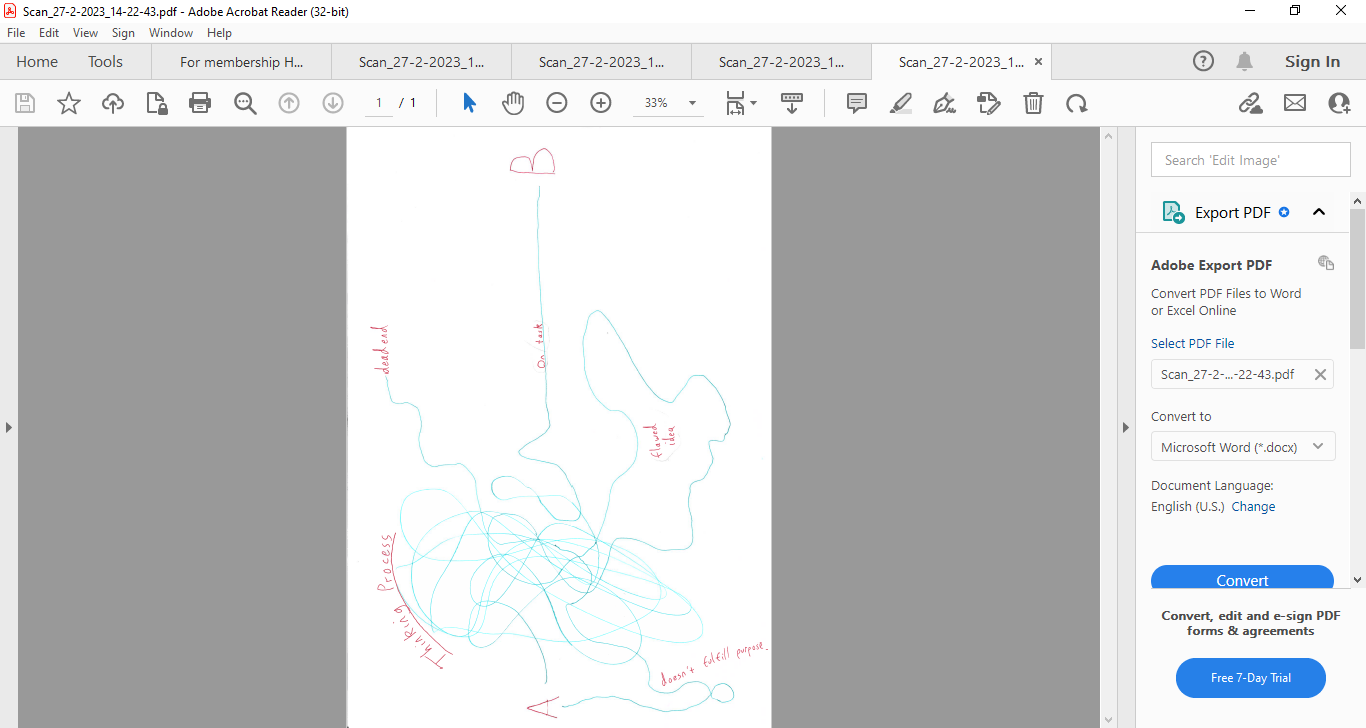 Scan_27-2-2023_14-22-43.pdf - Adobe Acrobat Reader (32-bit)
File Edit View Sign Window Help
Home Tools For membership H... Scan_27-2-2023_1... Scan_27-2-2023_1... Scan_27-2-2023_1... Scan_27-2-2023_1... Sign In
1 / 1 33%
B
deadend
On task
flawed
idea
Thinking Process
doesn't fulfill purpose.
A
Search 'Edit Image'
Export PDF
Adobe Export PDF
Convert PDF Files to Word
or Excel Online
Select PDF File
Scan_27-2-...-22-43.pdf
Convert to
Microsoft Word (*.docx)
Document Language:
English (U.S.) Change
Convert
Convert, edit and e-sign PDF
forms & agreements
Free 7-Day Trial